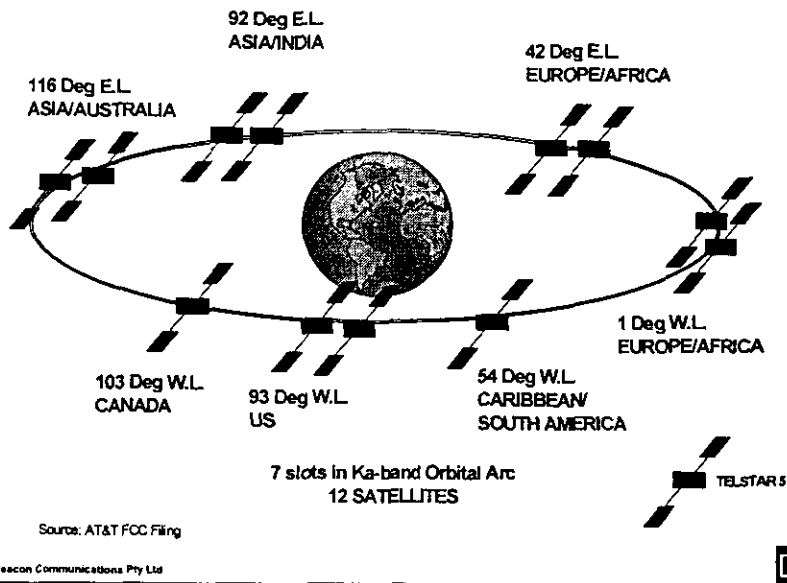 92 Deg E.L.
ASIA/INDIA
42 Deg E.L.
EUROPE/AFRICA
116 Deg E.L.
ASIA/AUSTRALIA
1 Deg W.L.
EUROPE/AFRICA
103 Deg W.L.
CANADA
93 Deg W.L.
US
54 Deg W.L.
CARIBBEAN/
SOUTH AMERICA
7 slots in Ka-band Orbital Arc
12 SATELLITES
TELSTAR 5
Source: AT&T FCC Filing
eacon Communications Pty Ltd